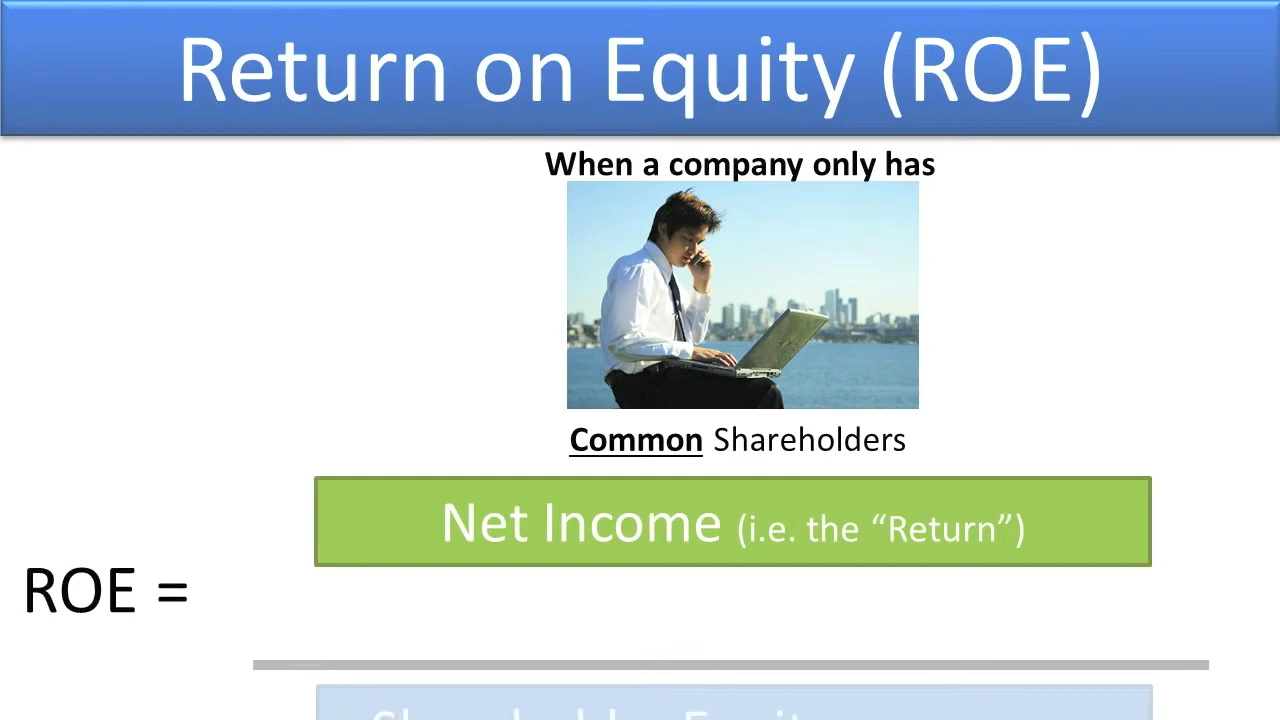 Return on Equity (ROE)
When a company only has
Common Shareholders
Net Income (i.e. the “Return”)
ROE =